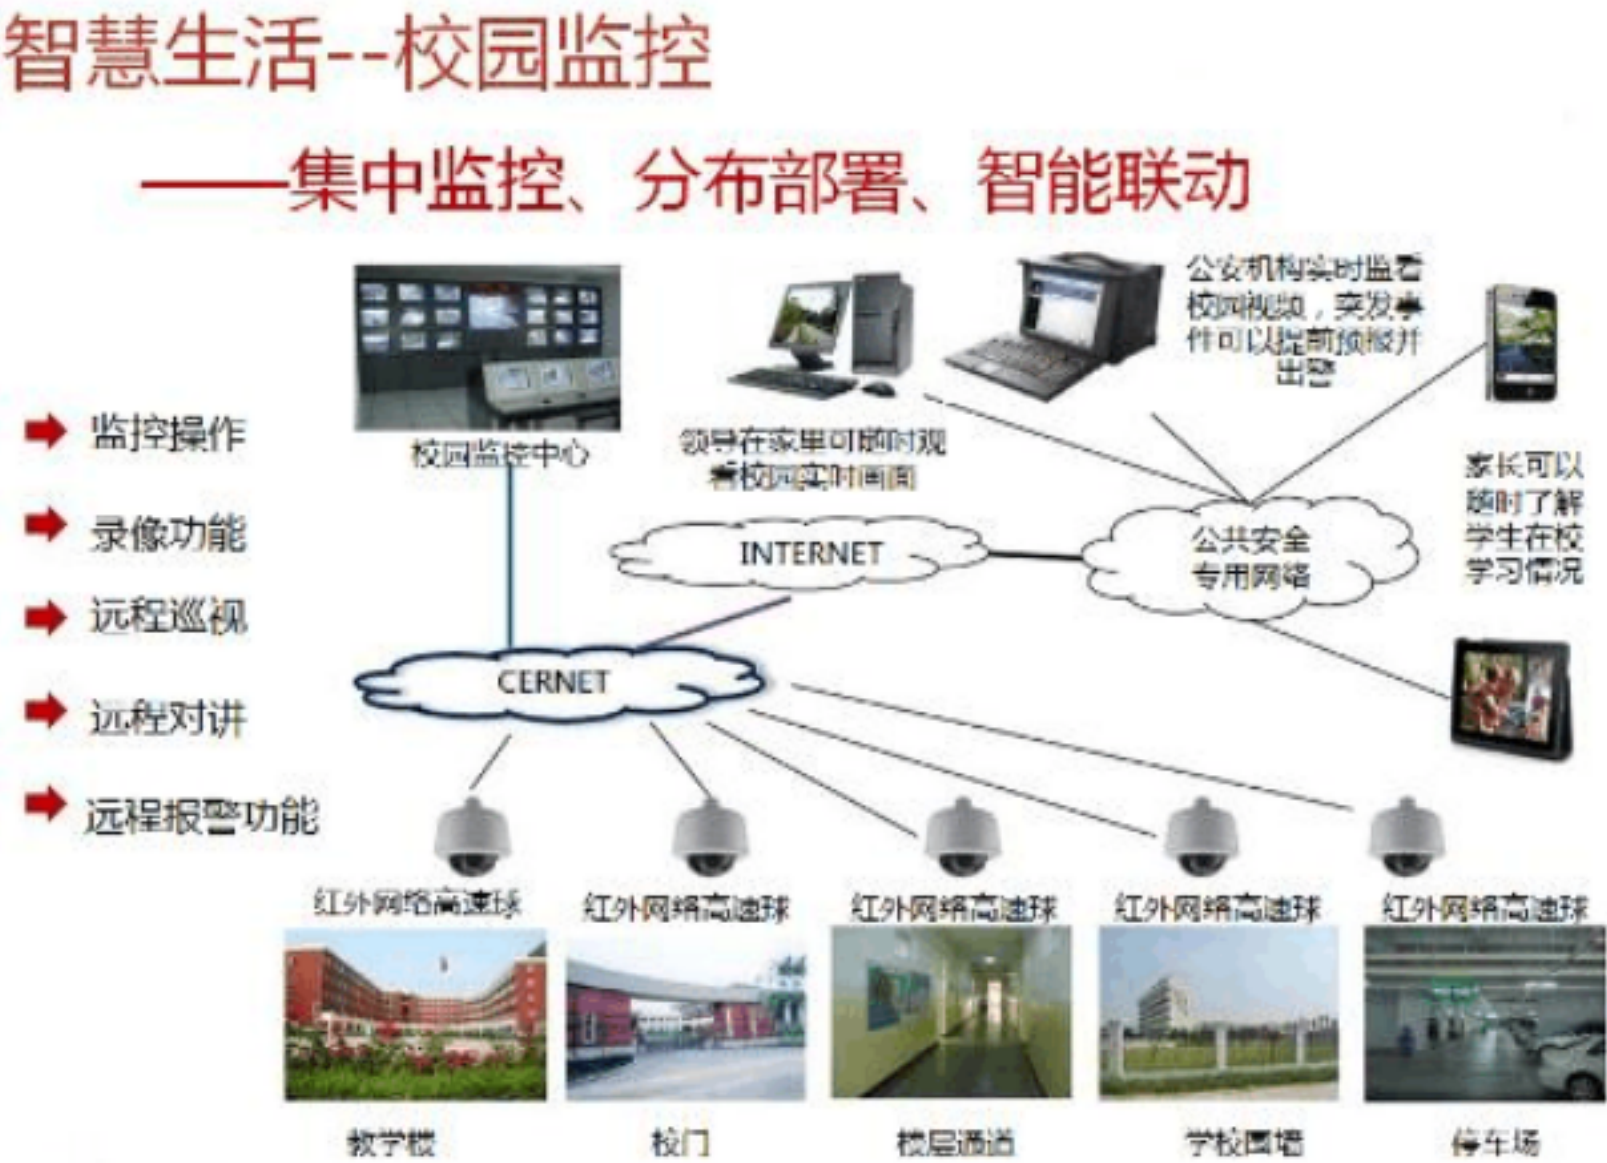 智慧生活--校园监控
——集中监控、分布部署、智能联动
监控操作
录像功能
远程巡视
远程对讲
远程报警功能
校园监控中心
领导在家里可随时观
看校园实时画面
公安机构实时监看
校园视频，突发事
件可以提前预报并
出警
家长可以
随时了解
学生在校
学习情况
INTERNET
公共安全
专用网络
CERNET
红外网络高速球
红外网络高速球
红外网络高速球
红外网络高速球
红外网络高速球
教学楼
校门
楼层通道
学校围墙
停车场